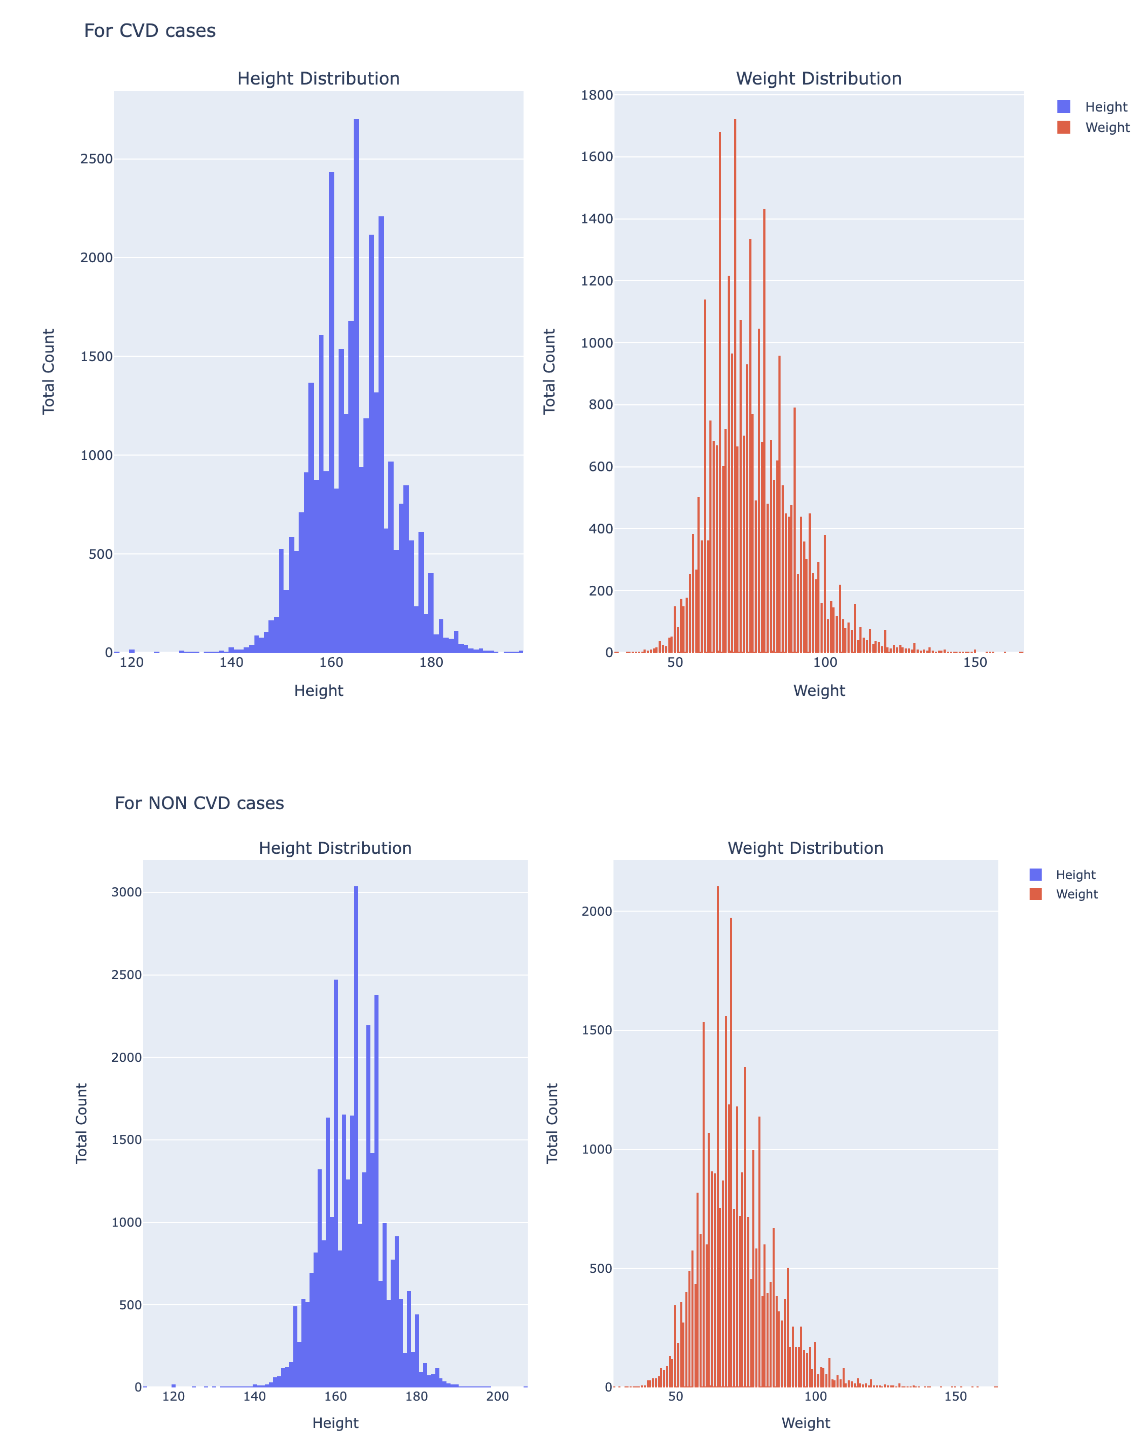 For CVD cases
Height Distribution
Weight Distribution
Height
Weight
Total Count
2500
2000
1500
1000
500
0
120
140
160
180
Height
Total Count
1800
1600
1400
1200
1000
800
600
400
200
0
50
100
150
Weight
For NON CVD cases
Height Distribution
Weight Distribution
Height
Weight
Total Count
3000
2500
2000
1500
1000
500
0
120
140
160
180
200
Height
Total Count
2000
1500
1000
500
0
50
100
150
Weight